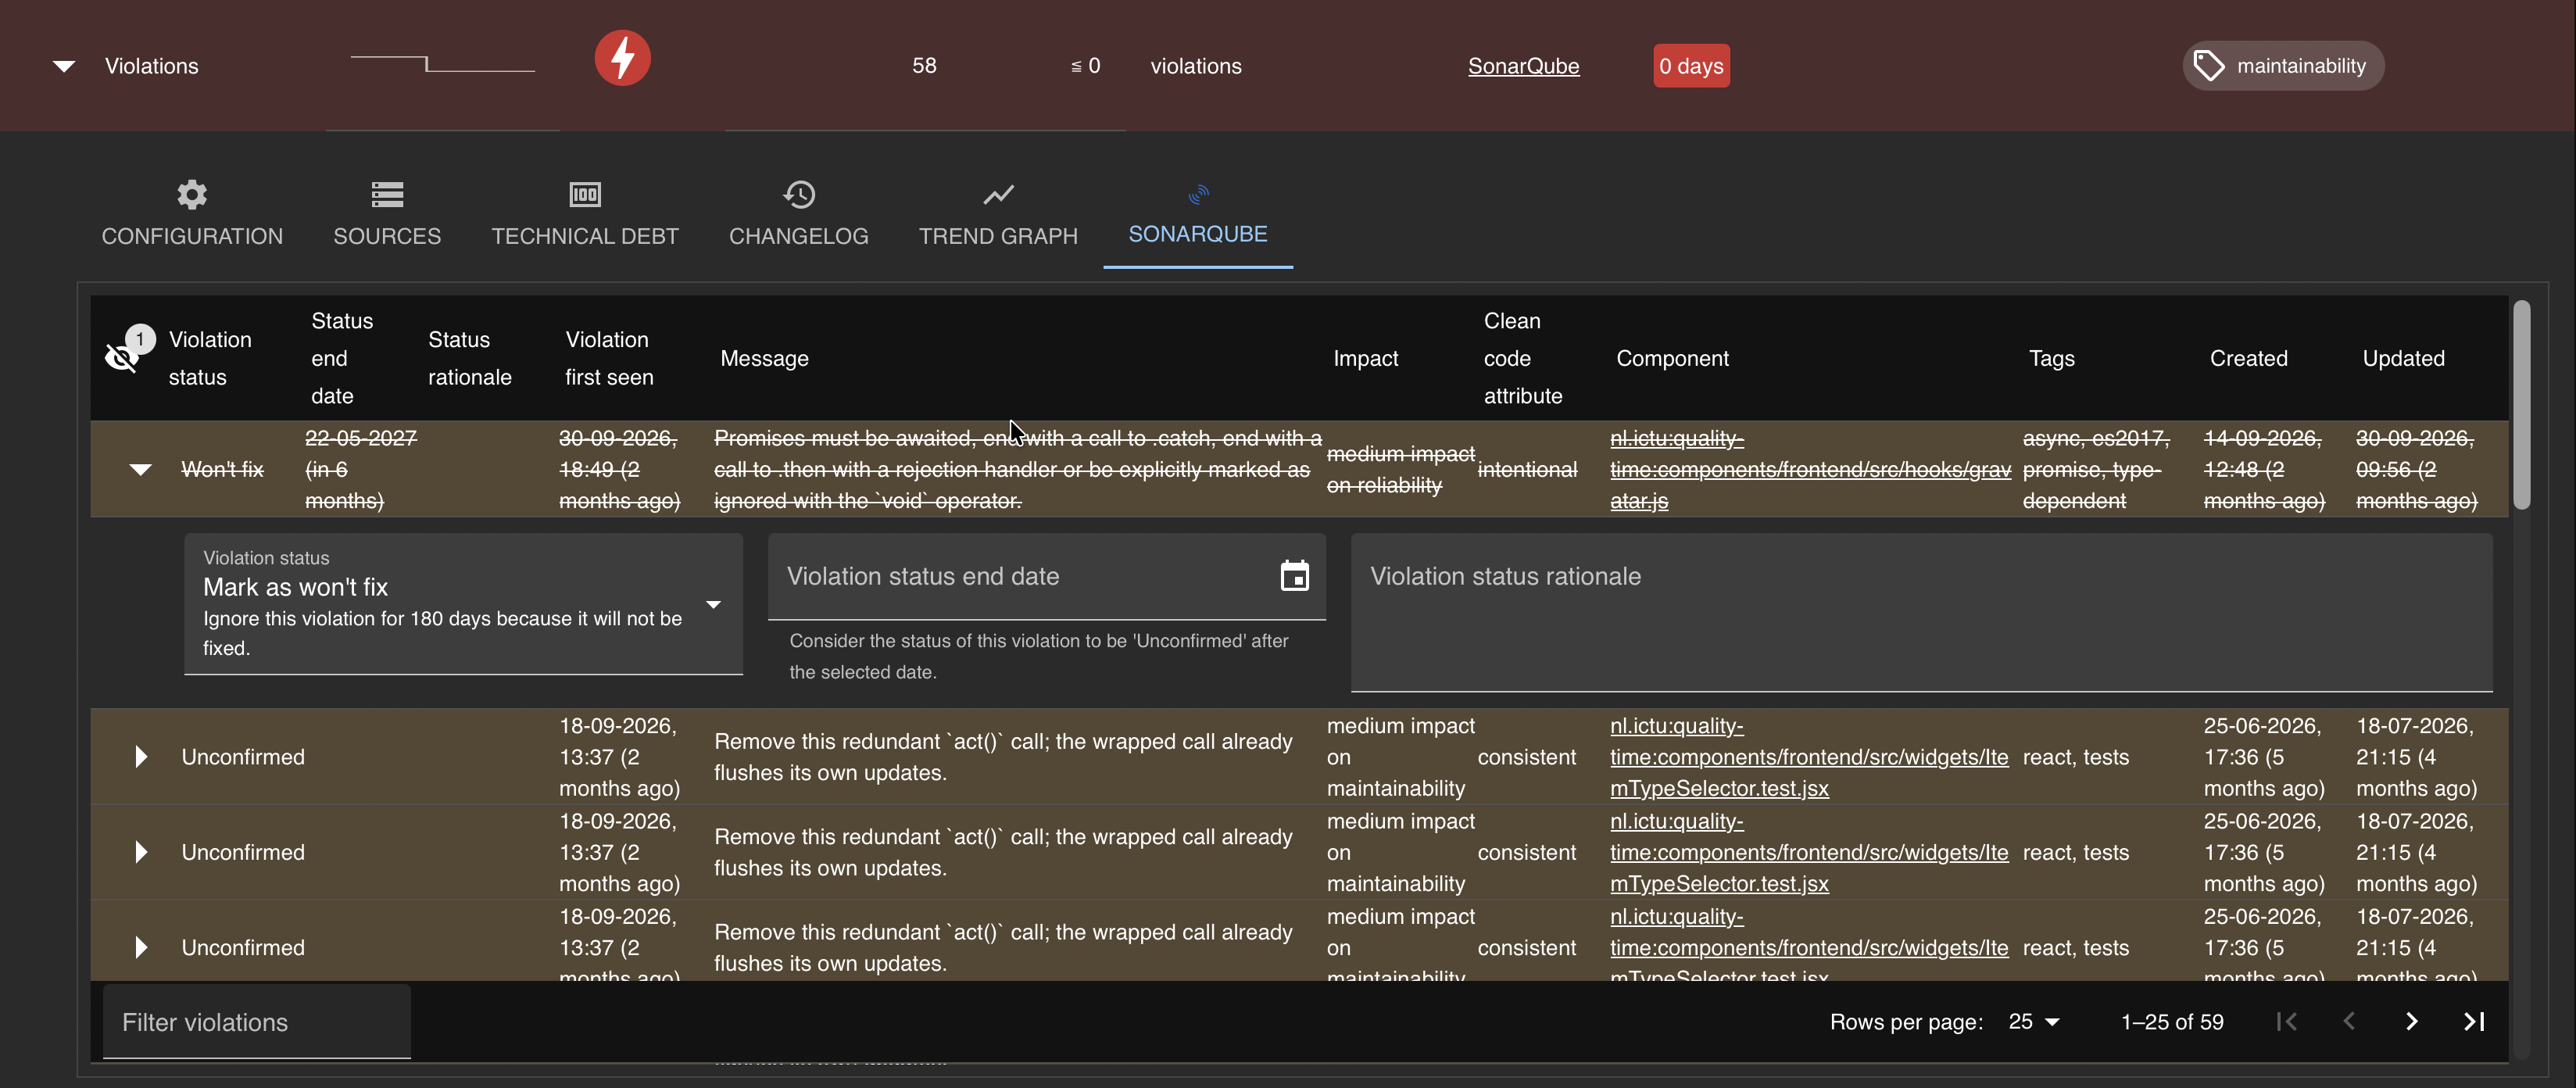 Violations
58
≦ 0
violations
SonarQube
0 days
maintainability
CONFIGURATION
SOURCES
TECHNICAL DEBT
CHANGELOG
TREND GRAPH
SONARQUBE
1
Violation
status
Status
end
date
Status
rationale
Violation
first seen
Message
Impact
Clean
code
attribute
Component
Tags
Created
Updated
Won't fix
22-05-2027
(in 6
months)
30-09-2026,
18:49 (2
months ago)
Promises must be awaited, end with a call to .catch, end with a
call to .then with a rejection handler or be explicitly marked as
ignored with the `void` operator.
medium impact
on reliability
intentional
nl.ictu:quality-
time:components/frontend/src/hooks/grav
atar.js
async, es2017,
promise, type-
dependent
14-09-2026,
12:48 (2
months ago)
30-09-2026,
09:56 (2
months ago)
Violation status
Mark as won't fix
Ignore this violation for 180 days because it will not be
fixed.
Violation status end date
Consider the status of this violation to be 'Unconfirmed' after
the selected date.
Violation status rationale
Unconfirmed
18-09-2026,
13:37 (2
months ago)
Remove this redundant `act()` call; the wrapped call already
flushes its own updates.
medium impact
on
maintainability
consistent
nl.ictu:quality-
time:components/frontend/src/widgets/Ite
mTypeSelector.test.jsx
react, tests
25-06-2026,
17:36 (5
months ago)
18-07-2026,
21:15 (4
months ago)
Unconfirmed
18-09-2026,
13:37 (2
months ago)
Remove this redundant `act()` call; the wrapped call already
flushes its own updates.
medium impact
on
maintainability
consistent
nl.ictu:quality-
time:components/frontend/src/widgets/Ite
mTypeSelector.test.jsx
react, tests
25-06-2026,
17:36 (5
months ago)
18-07-2026,
21:15 (4
months ago)
Unconfirmed
18-09-2026,
13:37 (2
months ago)
Remove this redundant `act()` call; the wrapped call already
flushes its own updates.
medium impact
on
maintainability
consistent
nl.ictu:quality-
time:components/frontend/src/widgets/Ite
mTypeSelector.test.jsx
react, tests
25-06-2026,
17:36 (5
months ago)
18-07-2026,
21:15 (4
months ago)
Filter violations
Rows per page:
25
1–25 of 59